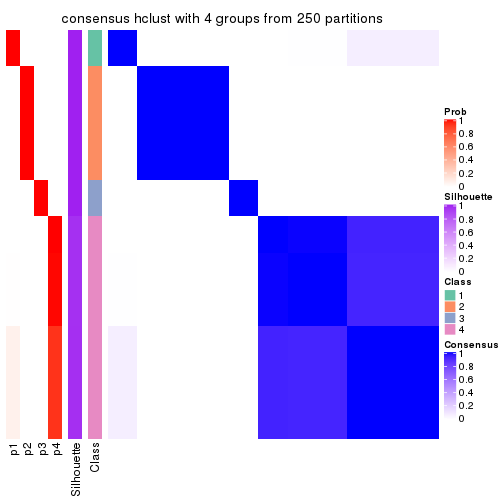 consensus hclust with 4 groups from 250 partitions
Prob
1
0.8
0.6
0.4
0.2
0
Silhouette
1
0.8
0.6
0.4
0.2
0
Class
1
2
3
4
Consensus
1
0.8
0.6
0.4
0.2
0
p1
p2
p3
p4
Silhouette
Class